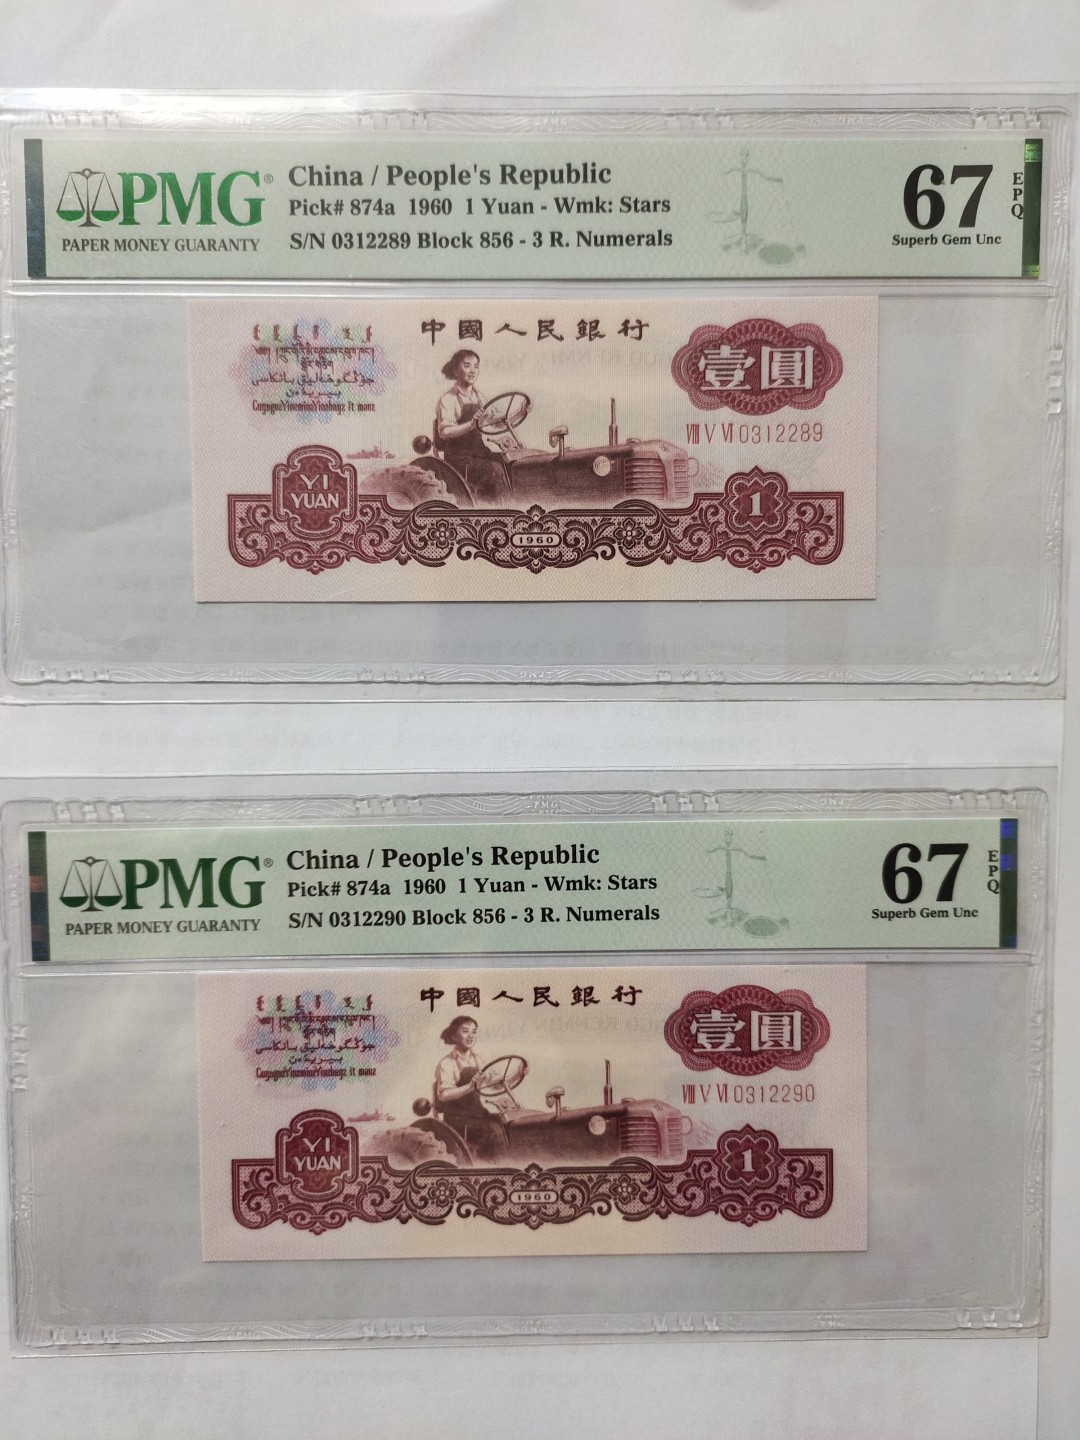 PMG®
PAPER MONEY GUARANTY
China / People's Republic
Pick# 874a 1960 1 Yuan - Wmk: Stars
S/N 0312289 Block 856 - 3 R. Numerals
67
EPQ
Superb Gem Unc
中國人民銀行
壹圓
VIII V VI 0312289
YI
YUAN
1960
1
PMG®
PAPER MONEY GUARANTY
China / People's Republic
Pick# 874a 1960 1 Yuan - Wmk: Stars
S/N 0312290 Block 856 - 3 R. Numerals
67
EPQ
Superb Gem Unc
中國人民銀行
壹圓
VIII V VI 0312290
YI
YUAN
1960
1